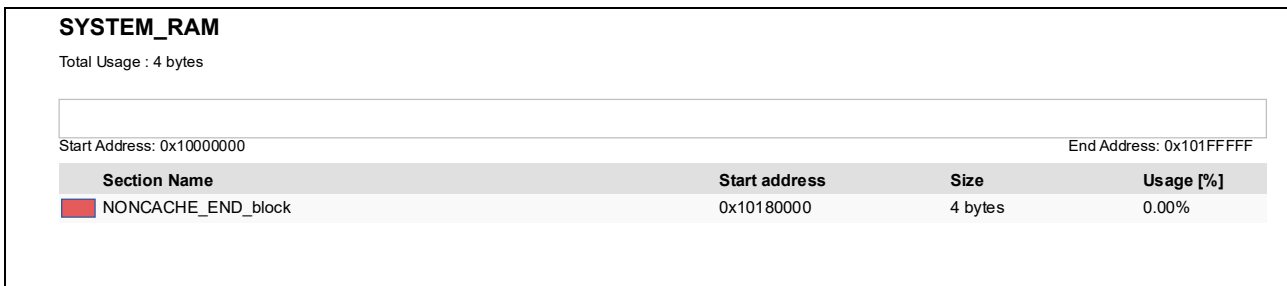 SYSTEM_RAM
Total Usage : 4 bytes
Start Address: 0x10000000 End Address: 0x101FFFFF
Section Name Start address Size Usage [%]
NONCACHE_END_block 0x10180000 4 bytes 0.00%